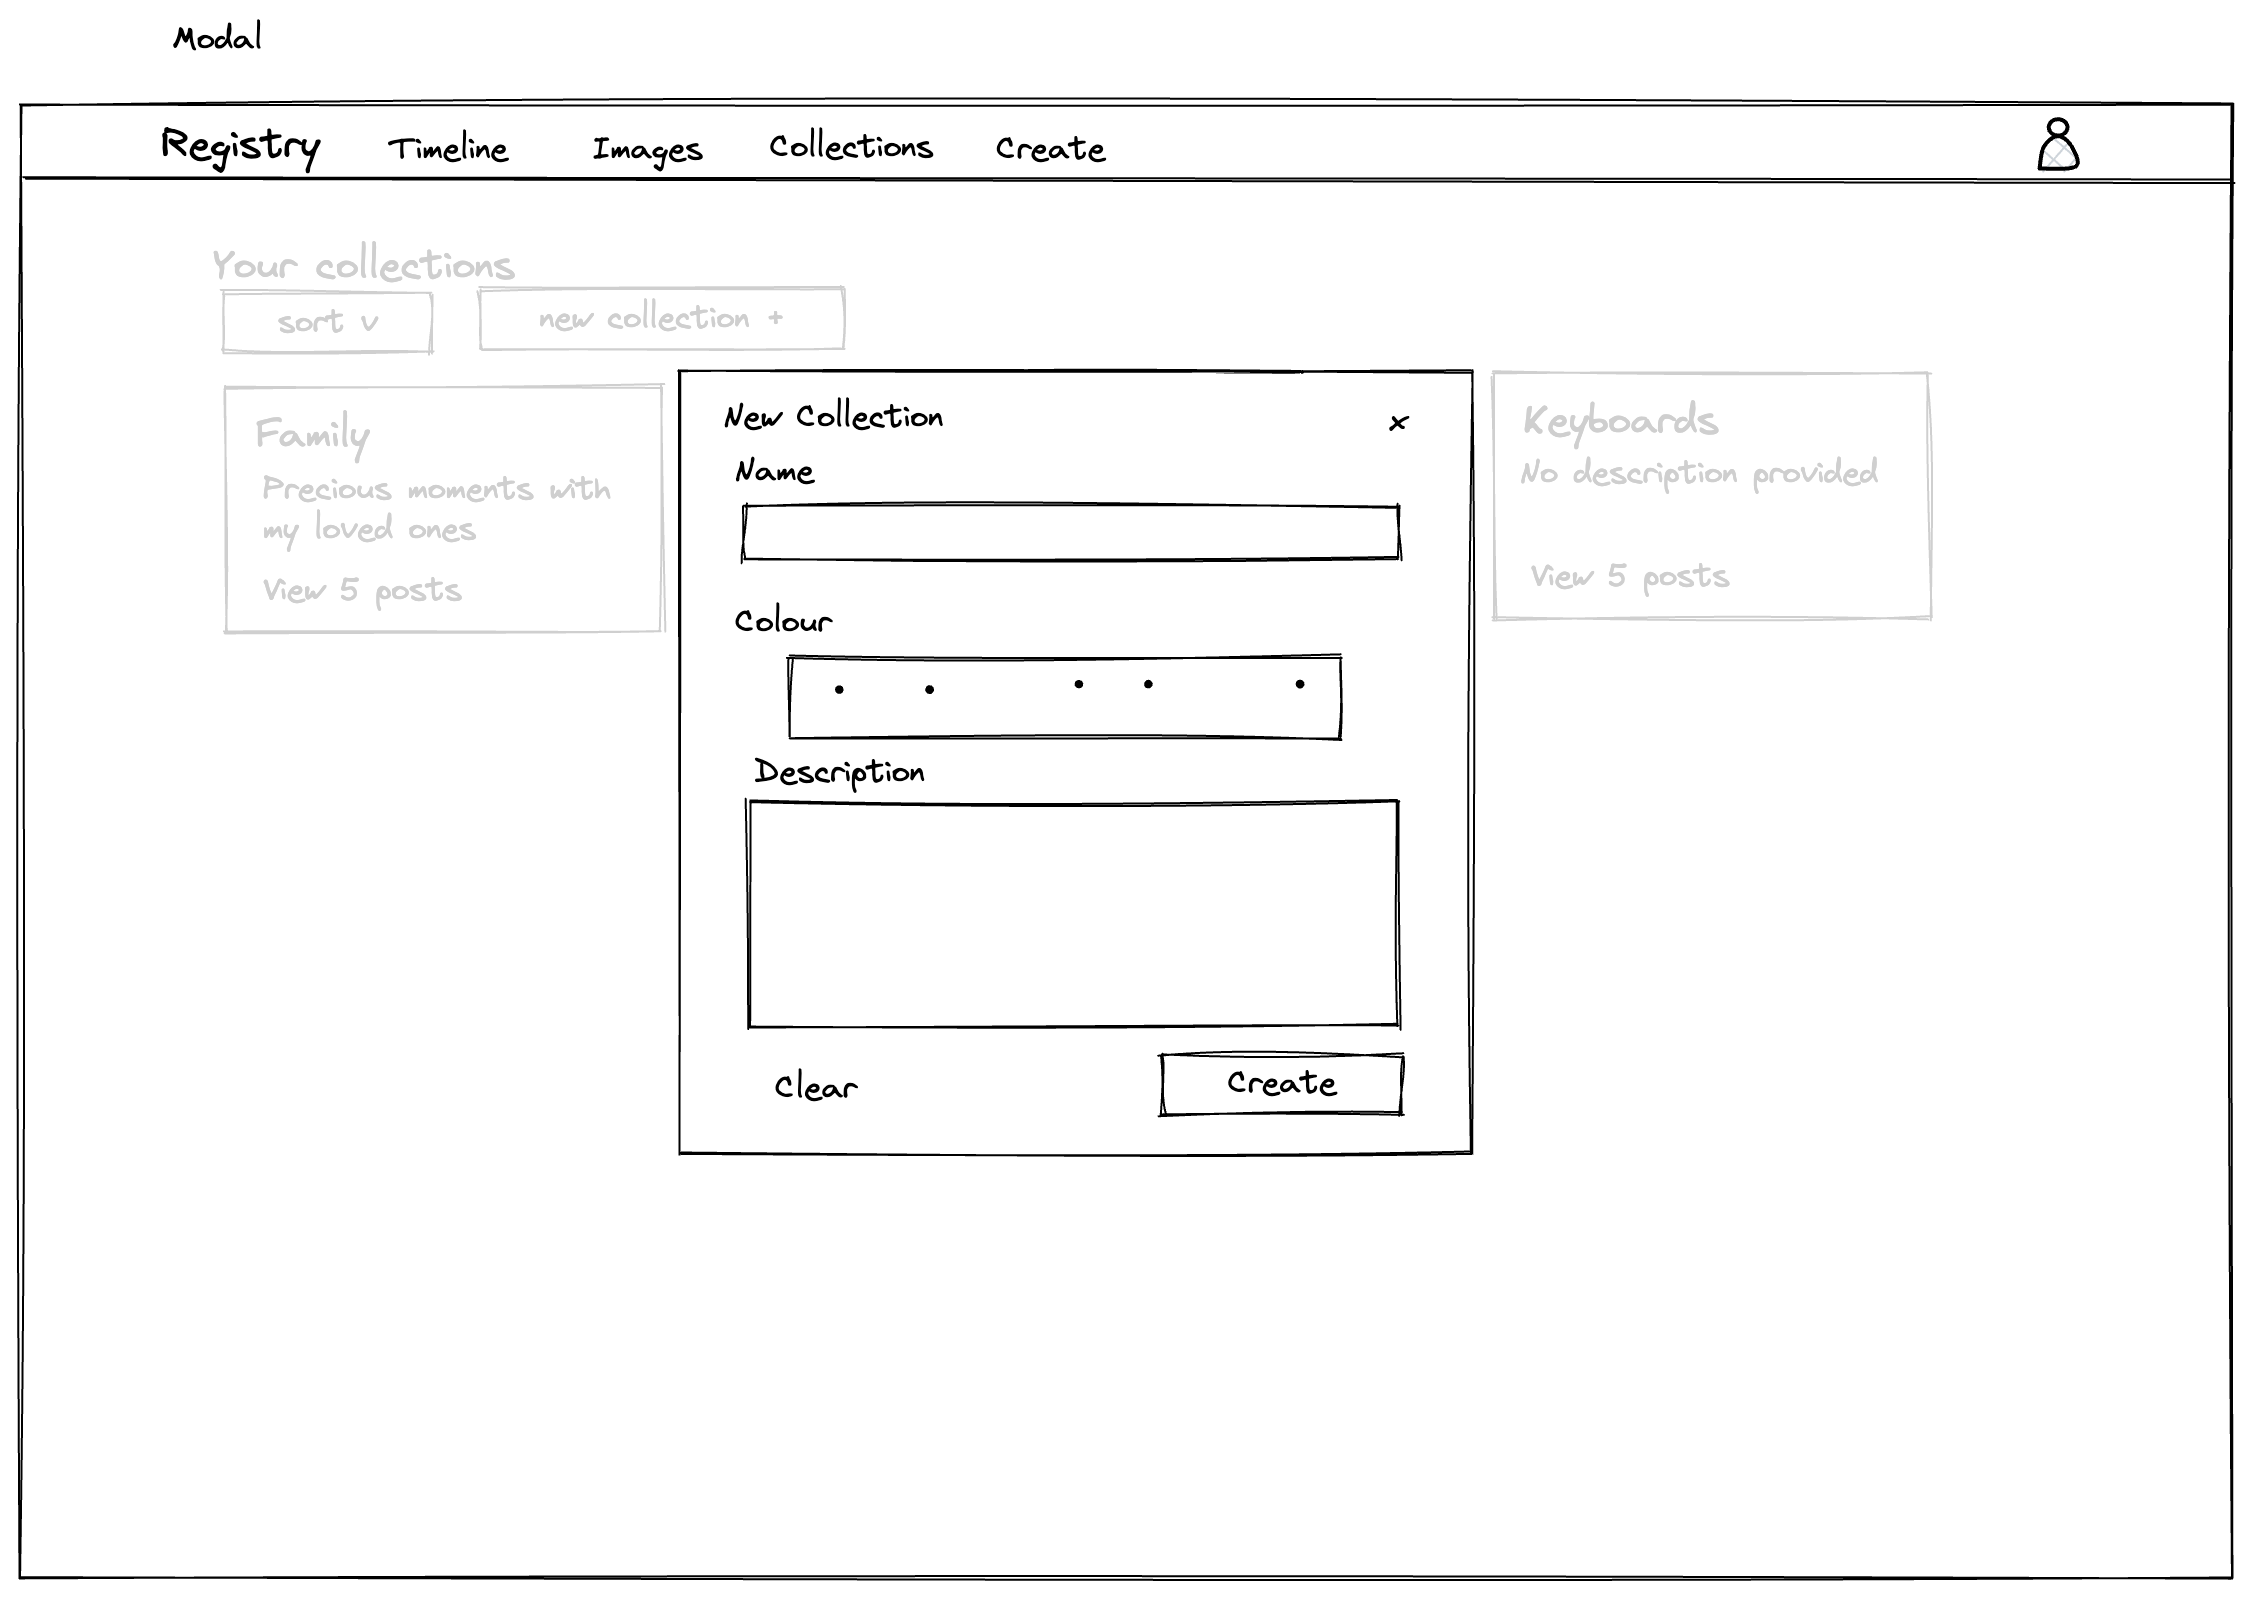 Modal
Registry Timeline Images Collections Create
Your collections
sort v new collection +
Family
Precious moments with
my loved ones
View 5 posts
New Collection x
Name
Colour
Description
Clear Create
Keyboards
No description provided
View 5 posts